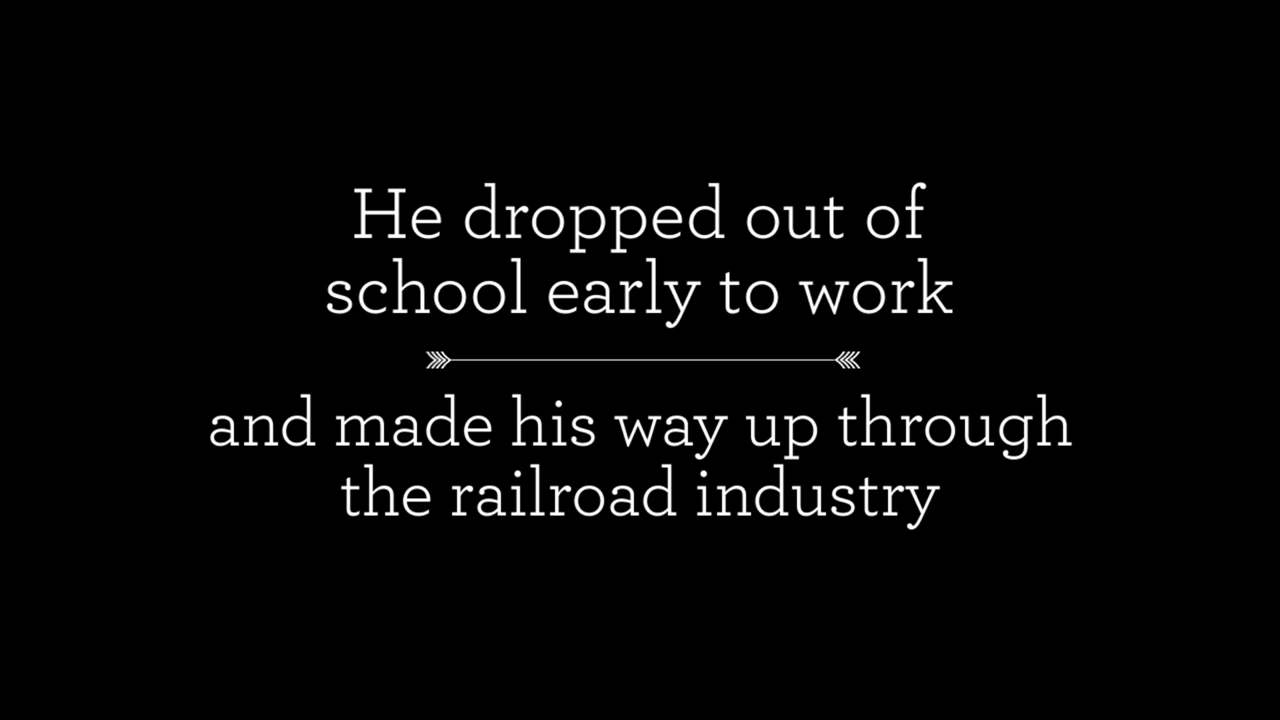 He dropped out of
school early to work
and made his way up through
the railroad industry